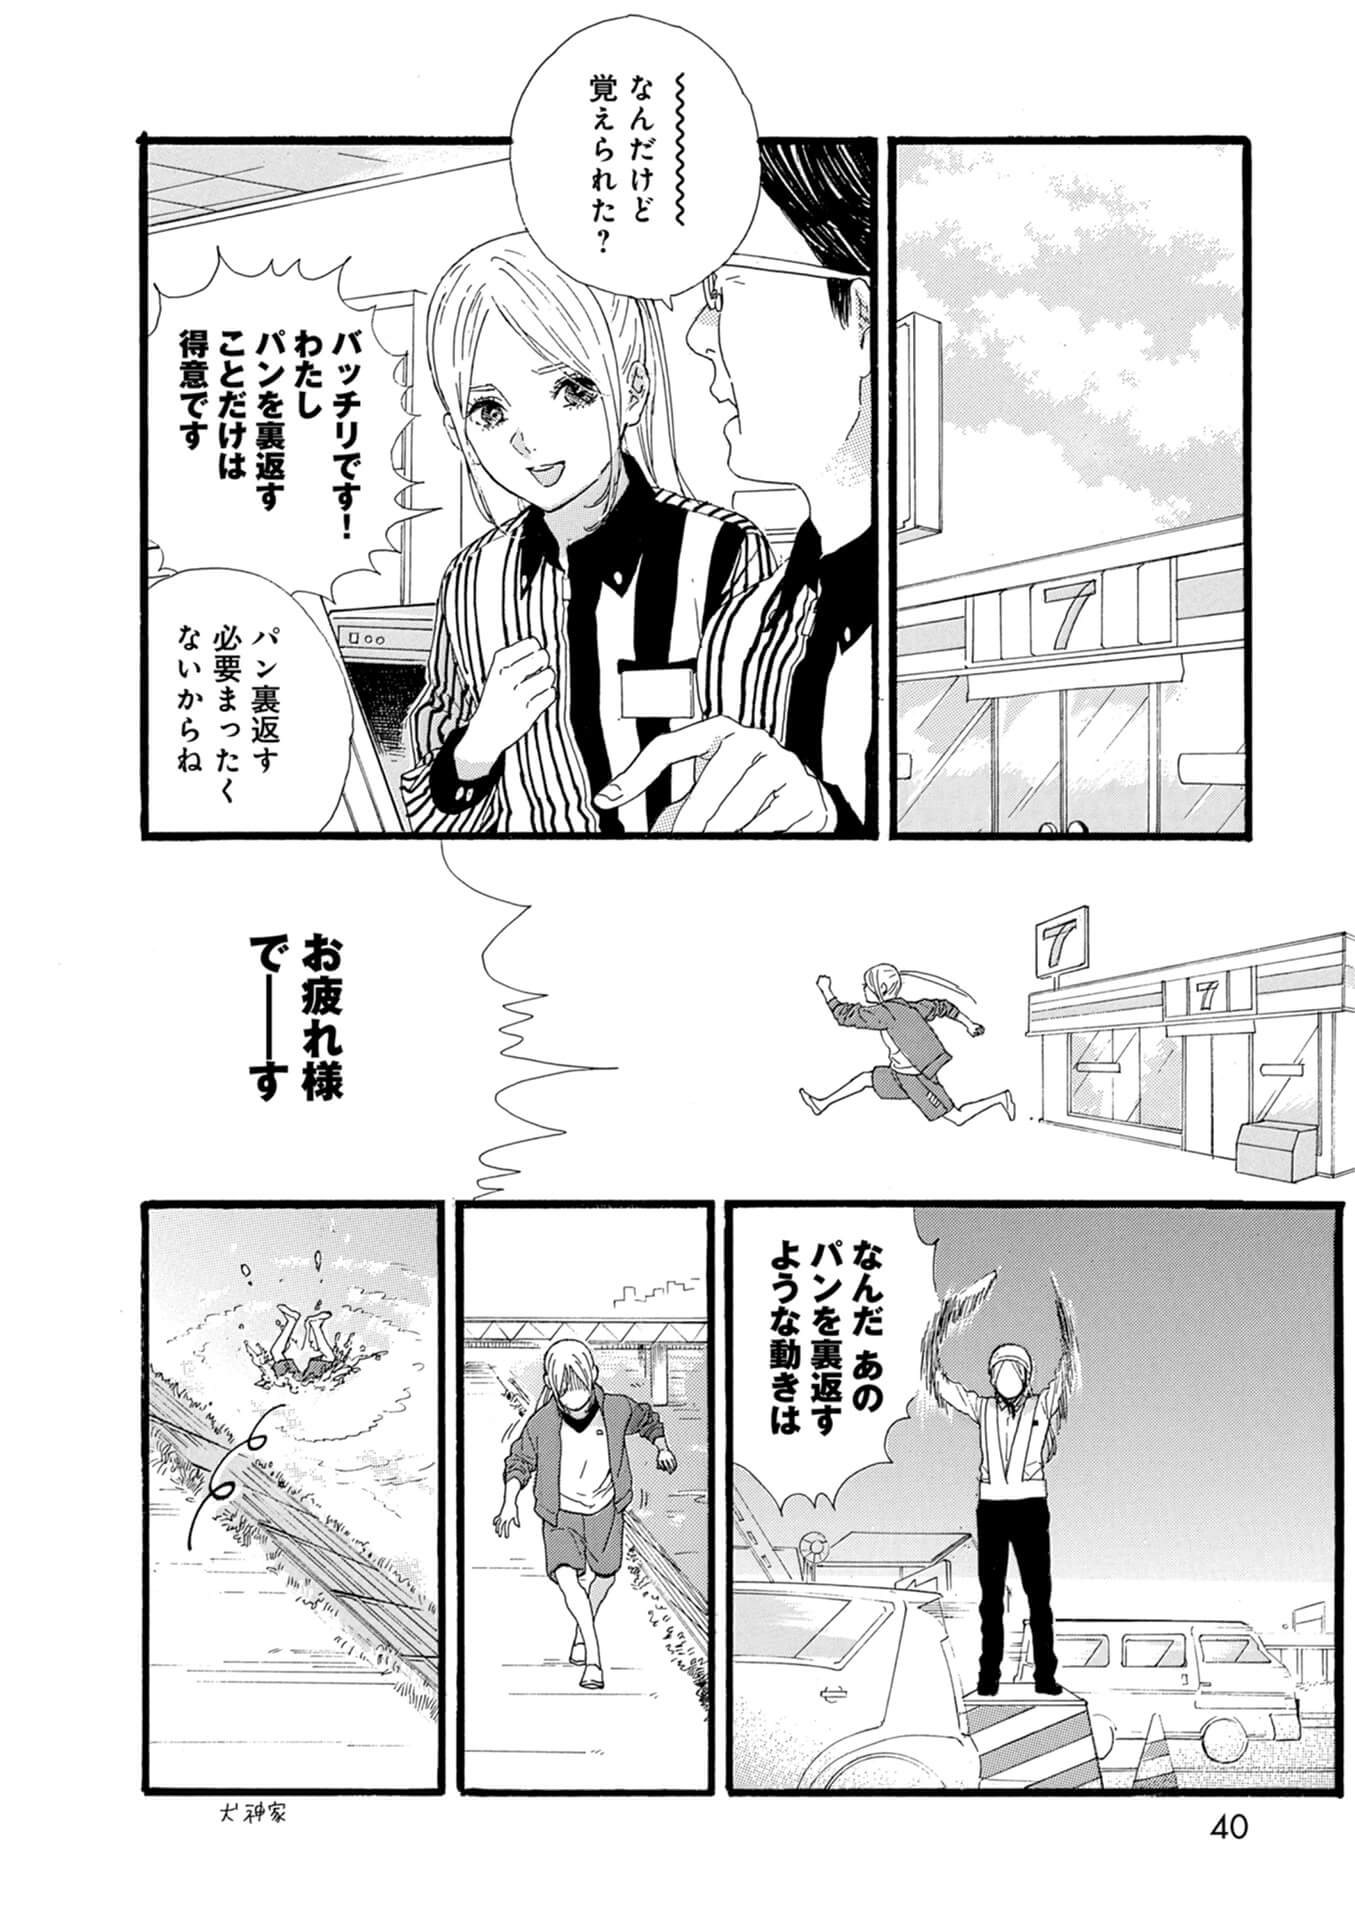 7
〰〰〰〰
なんだけど
覚えられた？
バッチリです！
わたし
パンを裏返す
ことだけは
得意です
パン裏返す
必要まったく
ないからね
7
7
お疲れ様
で――す
なんだ あの
パンを裏返す
ような動きは
犬神家
40